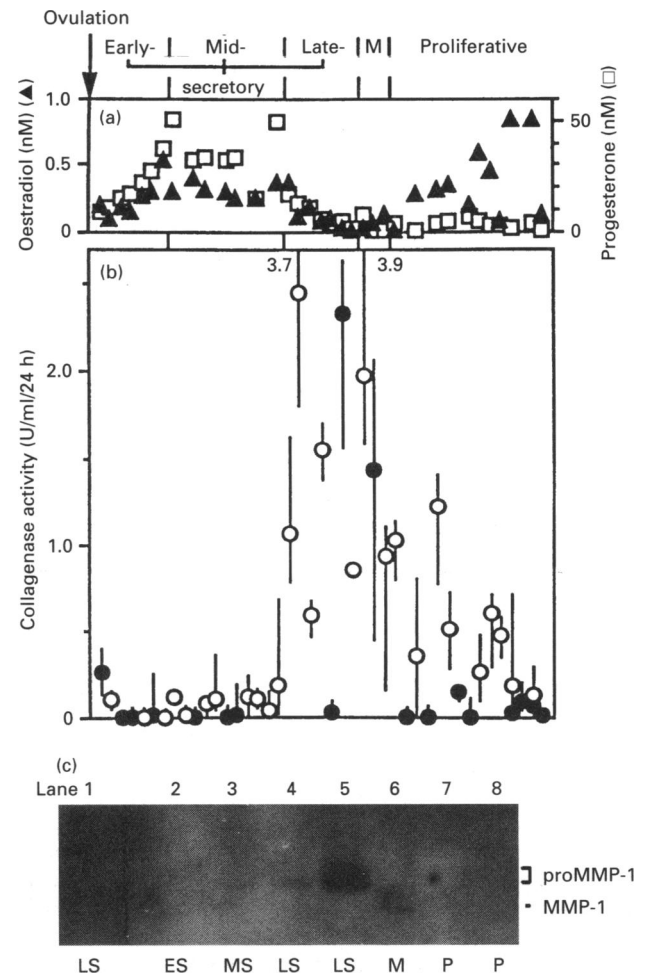 Ovulation
Early- Mid- Late- M Proliferative
secretory
Oestradiol (nM) (▲)
1.0
0.5
0
(a)
50
0
Progesterone (nM) (□)
(b)
3.7 3.9
Collagenase activity (U/ml/24 h)
2.0
1.0
0
(c)
Lane 1 2 3 4 5 6 7 8
proMMP-1
MMP-1
LS ES MS LS LS M P P